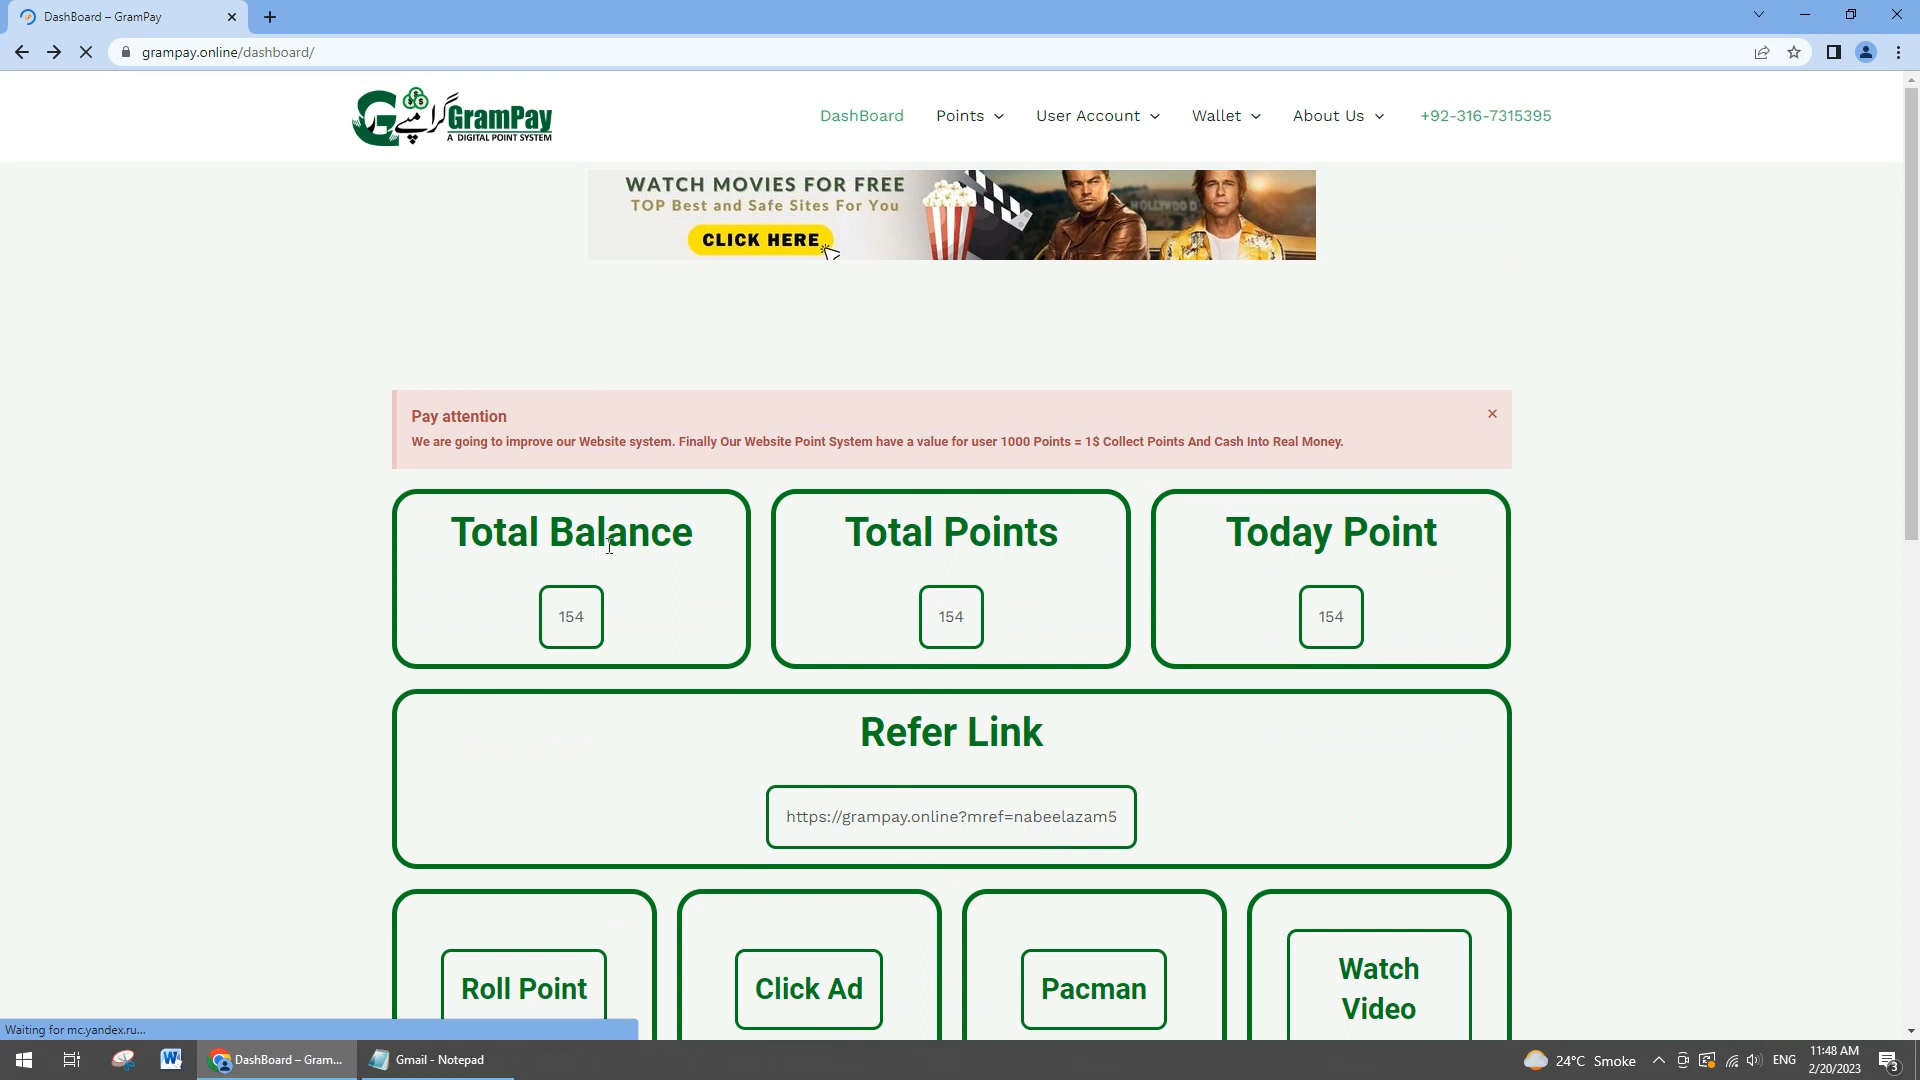 DashBoard – GramPay
grampay.online/dashboard/
G گرامپے GramPay
A DIGITAL POINT SYSTEM
DashBoard Points User Account Wallet About Us +92-316-7315395
WATCH MOVIES FOR FREE
TOP Best and Safe Sites For You
CLICK HERE
HOLLYWOOD
Pay attention
We are going to improve our Website system. Finally Our Website Point System have a value for user 1000 Points = 1$ Collect Points And Cash Into Real Money.
Total Balance Total Points Today Point
154 154 154
Refer Link
https://grampay.online?mref=nabeelazam5
Roll Point Click Ad Pacman Watch
Video
Waiting for mc.yandex.ru...
DashBoard – Gram... Gmail - Notepad 24°C Smoke ENG 11:48 AM
2/20/2023
3